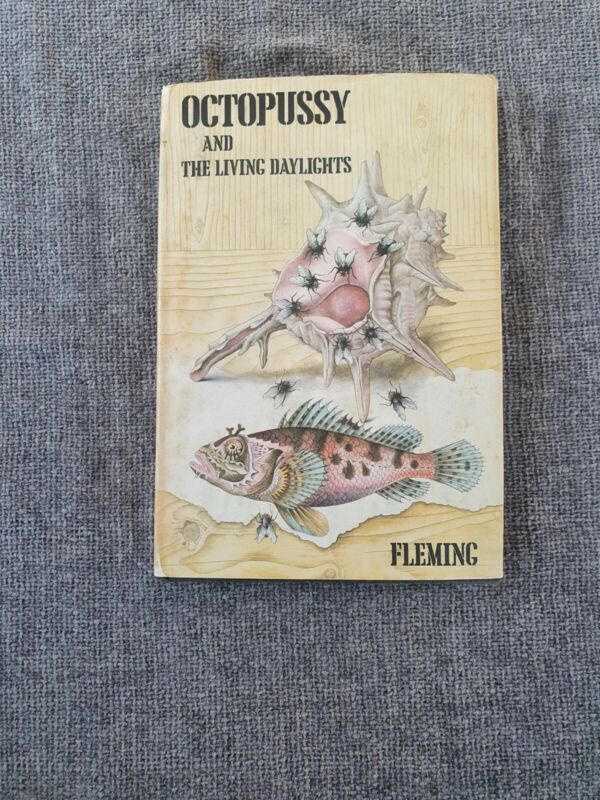 OCTOPUSSY
AND
THE LIVING DAYLIGHTS
FLEMING